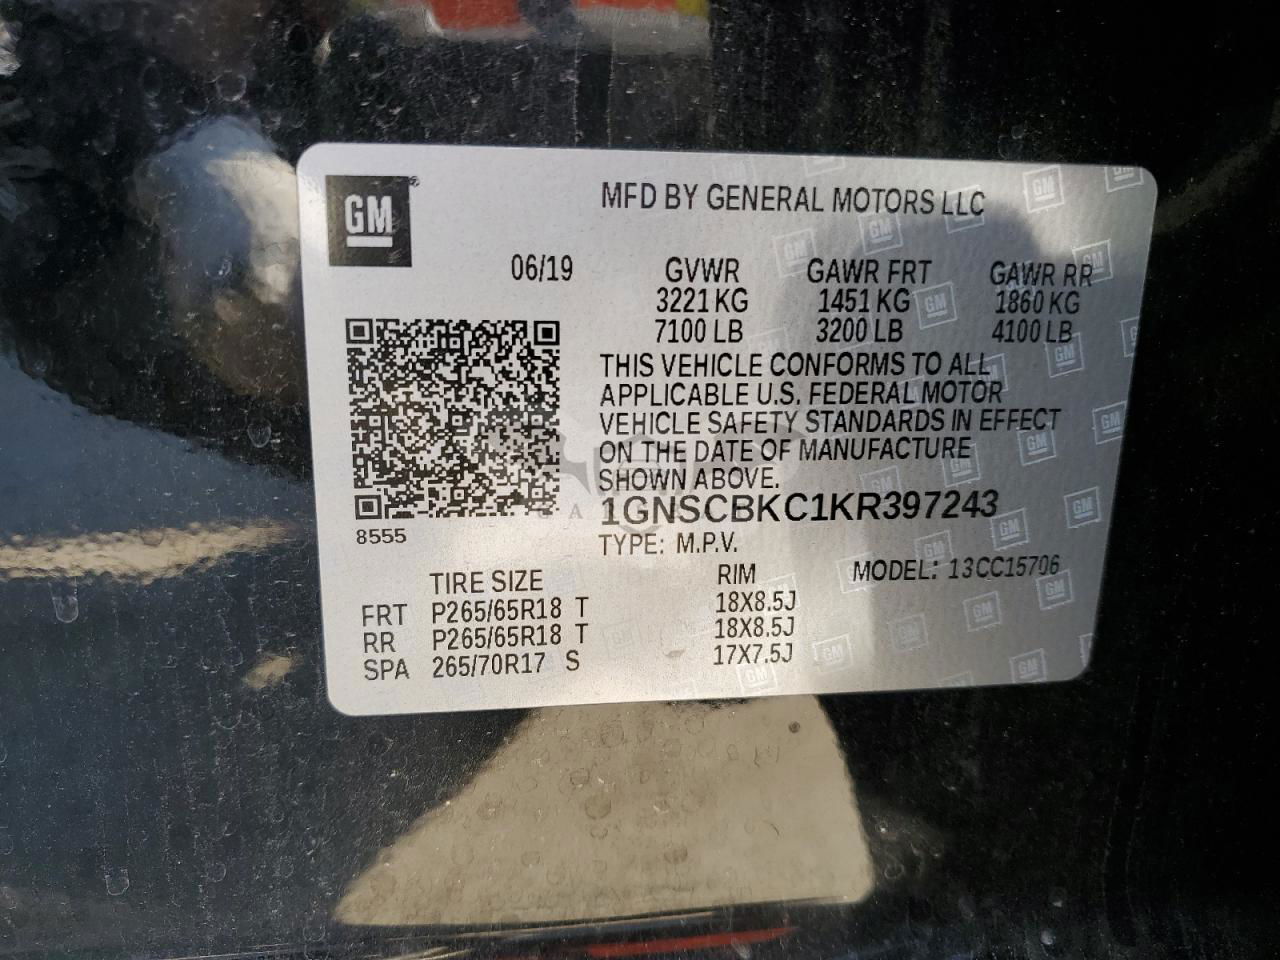 GM
MFD BY GENERAL MOTORS LLC
06/19 GVWR GAWR FRT GAWR RR
3221 KG 1451 KG 1860 KG
7100 LB 3200 LB 4100 LB
THIS VEHICLE CONFORMS TO ALL
APPLICABLE U.S. FEDERAL MOTOR
VEHICLE SAFETY STANDARDS IN EFFECT
ON THE DATE OF MANUFACTURE
SHOWN ABOVE.
1GNSCBKC1KR397243
8555
TYPE: M.P.V.
MODEL: 13CC15706
TIRE SIZE RIM
FRT P265/65R18 T 18X8.5J
RR P265/65R18 T 18X8.5J
SPA 265/70R17 S 17X7.5J